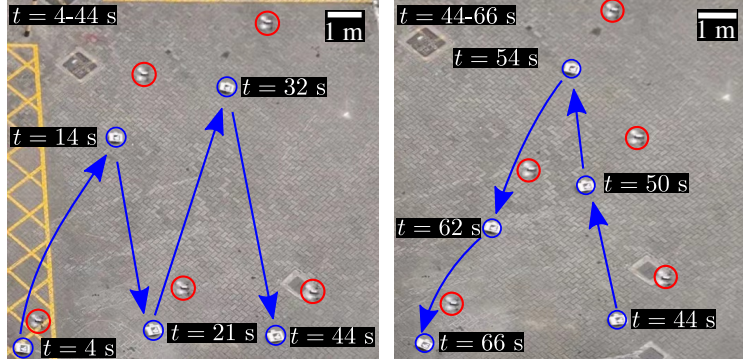 t = 4-44 s
1 m
t = 32 s
t = 14 s
t = 21 s
t = 44 s
t = 4 s
t = 44-66 s
1 m
t = 54 s
t = 50 s
t = 62 s
t = 44 s
t = 66 s